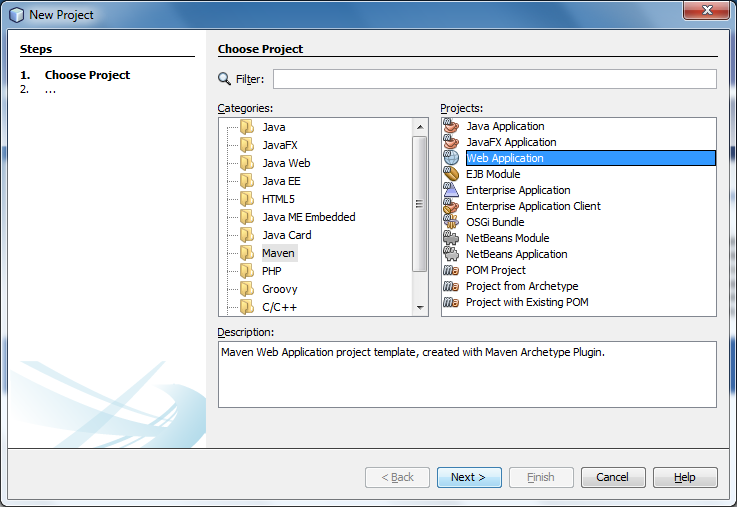 New Project
Steps
1. Choose Project
2. ...
Choose Project
Filter:
Categories:
Java
JavaFX
Java Web
Java EE
HTML5
Java ME Embedded
Java Card
Maven
PHP
Groovy
C/C++
Projects:
Java Application
JavaFX Application
Web Application
EJB Module
Enterprise Application
Enterprise Application Client
OSGi Bundle
NetBeans Module
NetBeans Application
POM Project
Project from Archetype
Project with Existing POM
Description:
Maven Web Application project template, created with Maven Archetype Plugin.
< Back
Next >
Finish
Cancel
Help